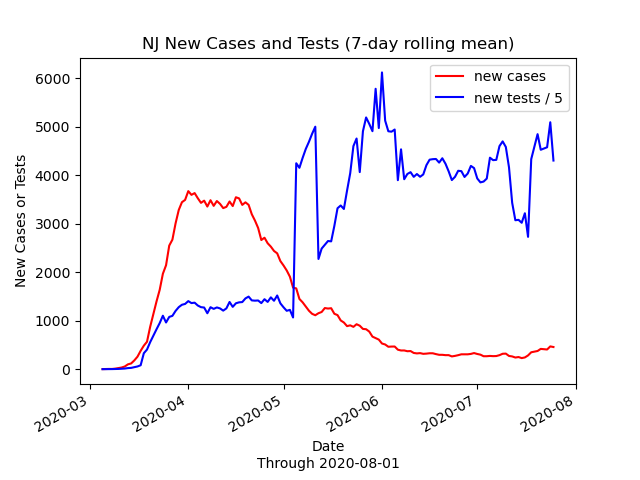 NJ New Cases and Tests (7-day rolling mean)
new cases
new tests / 5
6000
5000
4000
3000
2000
1000
0
New Cases or Tests
2020-03
2020-04
2020-05
2020-06
2020-07
2020-08
Date
Through 2020-08-01